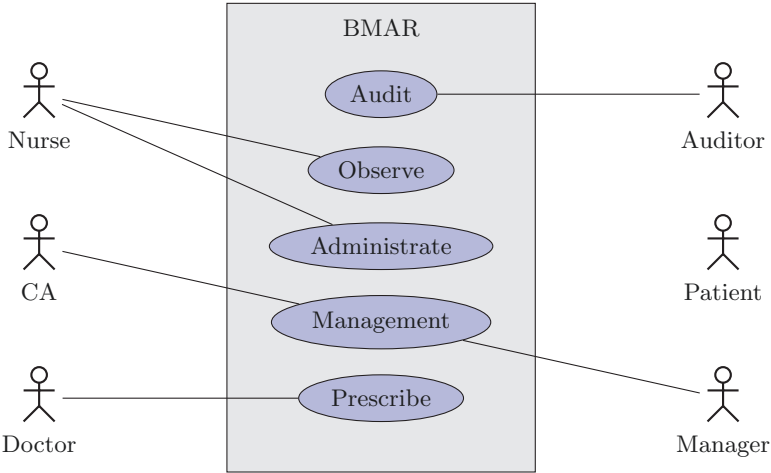 BMAR
Audit
Nurse
Auditor
Observe
Administrate
CA
Patient
Management
Prescribe
Doctor
Manager